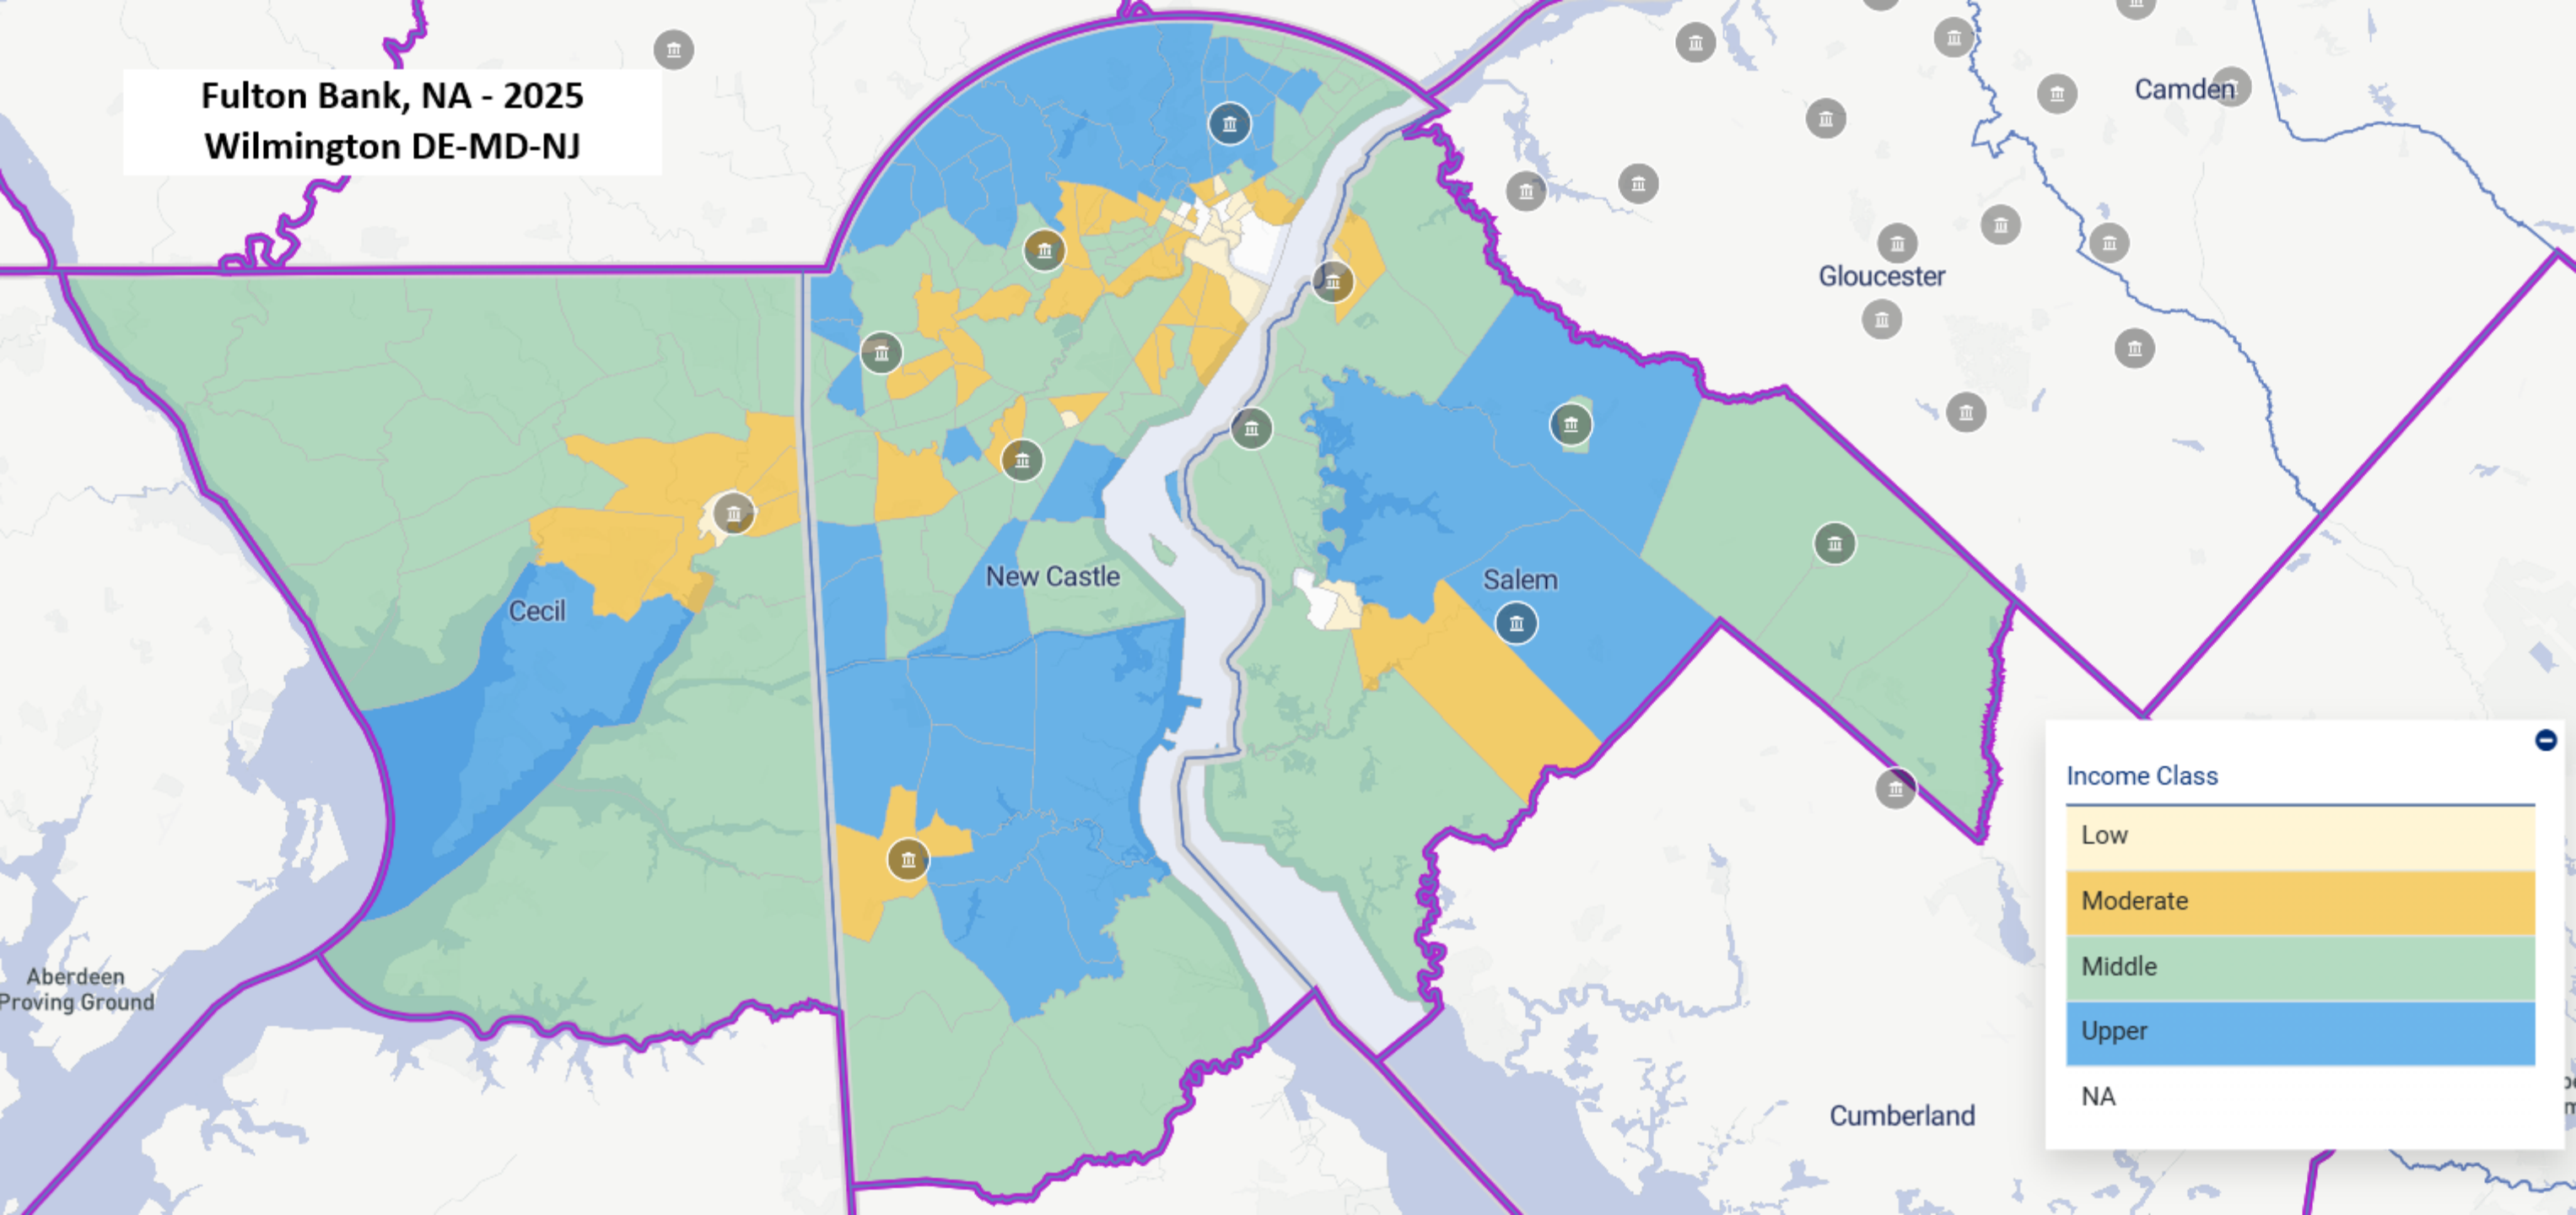 Fulton Bank, NA - 2025
Wilmington DE-MD-NJ
Camden
Gloucester
New Castle
Salem
Cecil
Aberdeen
Proving Ground
Cumberland
Income Class
Low
Moderate
Middle
Upper
NA